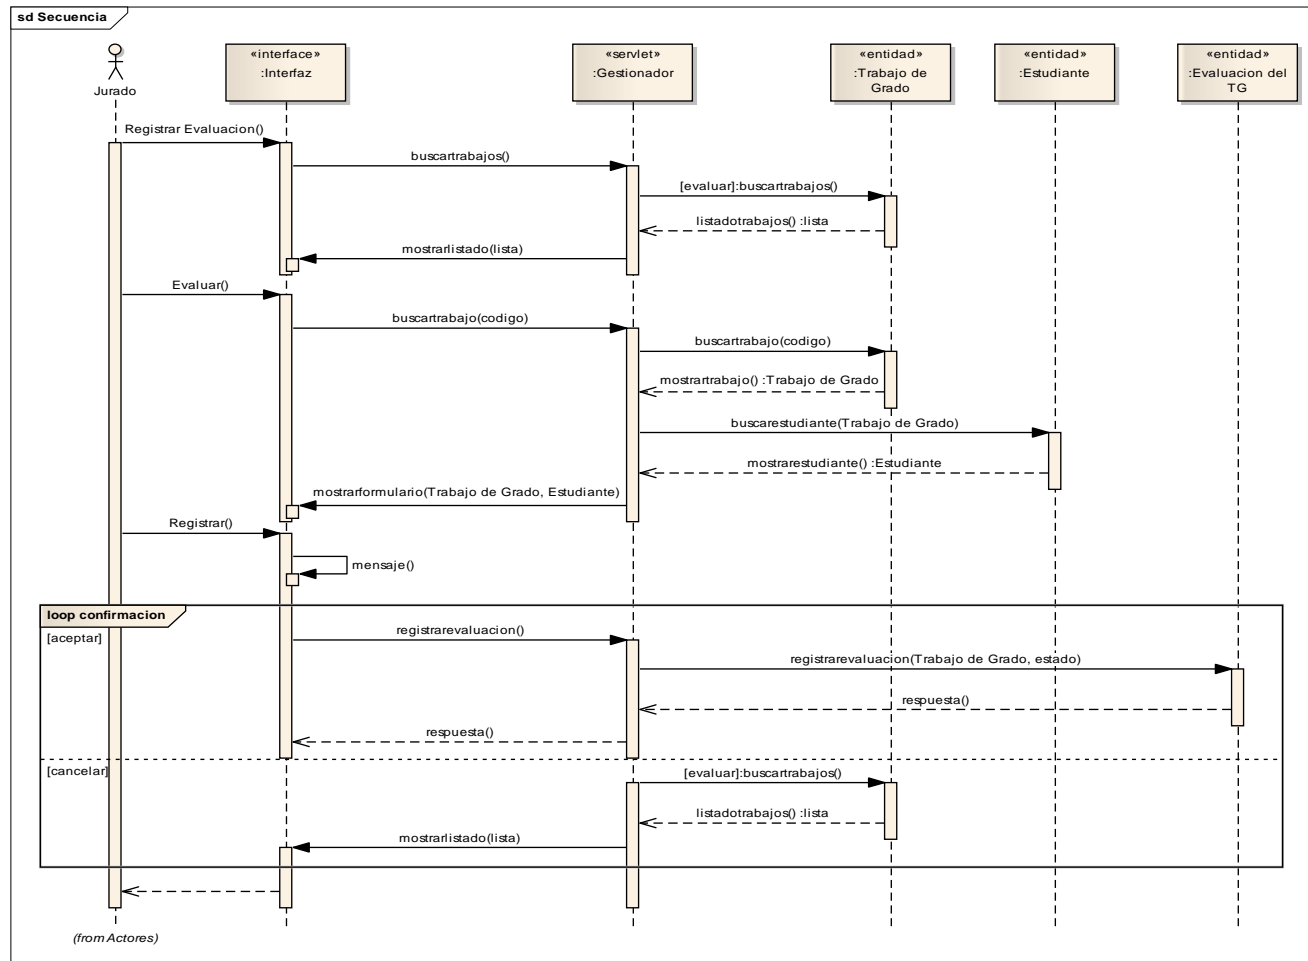 sd Secuencia
«interface»
:Interfaz
«servlet»
:Gestionador
«entidad»
:Trabajo de
Grado
«entidad»
:Estudiante
«entidad»
:Evaluacion del
TG
Jurado
Registrar Evaluacion()
buscartrabajos()
[evaluar]:buscartrabajos()
listadotrabajos() :lista
mostrarlistado(lista)
Evaluar()
buscartrabajo(codigo)
buscartrabajo(codigo)
mostrartrabajo() :Trabajo de Grado
buscarestudiante(Trabajo de Grado)
mostrarestudiante() :Estudiante
mostrarformulario(Trabajo de Grado, Estudiante)
Registrar()
mensaje()
loop confirmacion
[aceptar]
registrarevaluacion()
registrarevaluacion(Trabajo de Grado, estado)
respuesta()
respuesta()
[cancelar]
[evaluar]:buscartrabajos()
listadotrabajos() :lista
mostrarlistado(lista)
(from Actores)